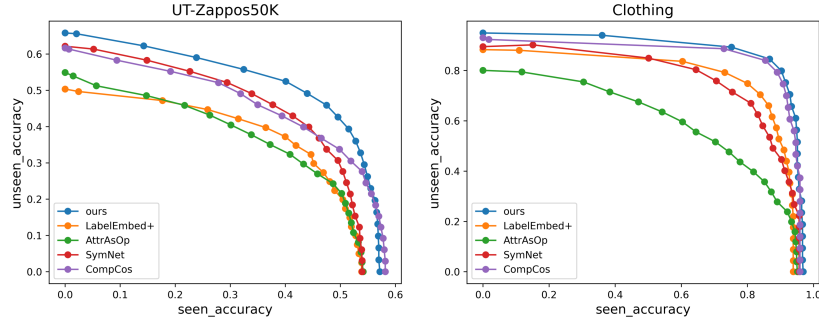 UT-Zappos50K
unseen_accuracy
0.6
0.5
0.4
0.3
0.2
0.1
0.0
ours
LabelEmbed+
AttrAsOp
SymNet
CompCos
0.0 0.1 0.2 0.3 0.4 0.5 0.6
seen_accuracy
Clothing
unseen_accuracy
0.8
0.6
0.4
0.2
0.0
ours
LabelEmbed+
AttrAsOp
SymNet
CompCos
0.0 0.2 0.4 0.6 0.8 1.0
seen_accuracy